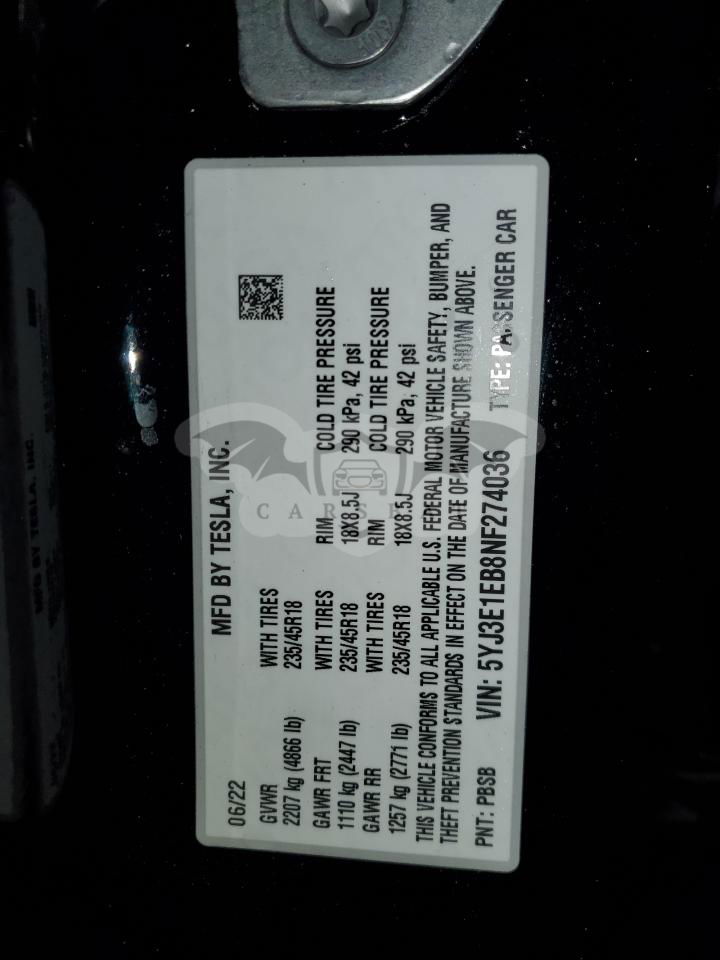 06/22
MFD BY TESLA, INC.
GVWR WITH TIRES
2207 kg (4866 lb) 235/45R18
GAWR FRT WITH TIRES RIM COLD TIRE PRESSURE
1110 kg (2447 lb) 235/45R18 18X8.5J 290 kPa, 42 psi
GAWR RR WITH TIRES RIM COLD TIRE PRESSURE
1257 kg (2771 lb) 235/45R18 18X8.5J 290 kPa, 42 psi
THIS VEHICLE CONFORMS TO ALL APPLICABLE U.S. FEDERAL MOTOR VEHICLE SAFETY, BUMPER, AND
THEFT PREVENTION STANDARDS IN EFFECT ON THE DATE OF MANUFACTURE SHOWN ABOVE.
PNT: PBSB VIN: 5YJ3E1EB8NF274036 TYPE: PASSENGER CAR
MFD BY TESLA, INC.